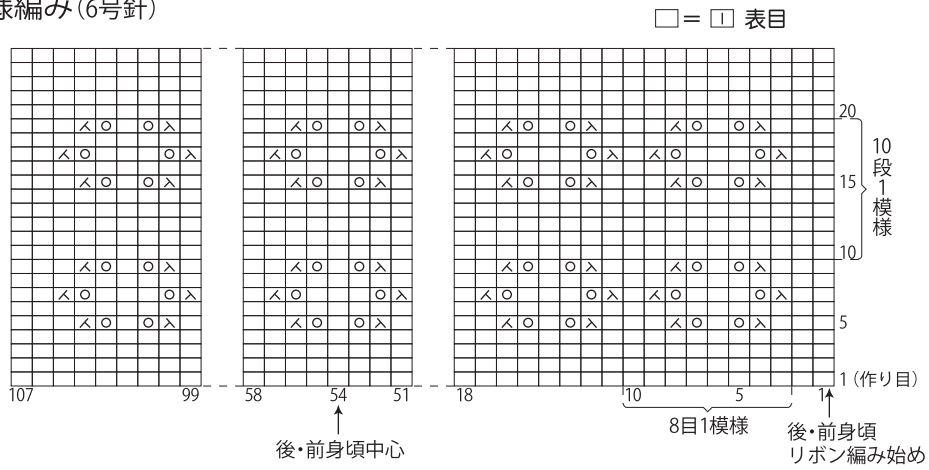 様編み(6号針)
□=｜ 表目
20
10段1模様
15
10
5
1(作り目)
107 99 58 54 51 18 10 5 1
後・前身頃中心
8目1模様
後・前身頃
リボン編み始め